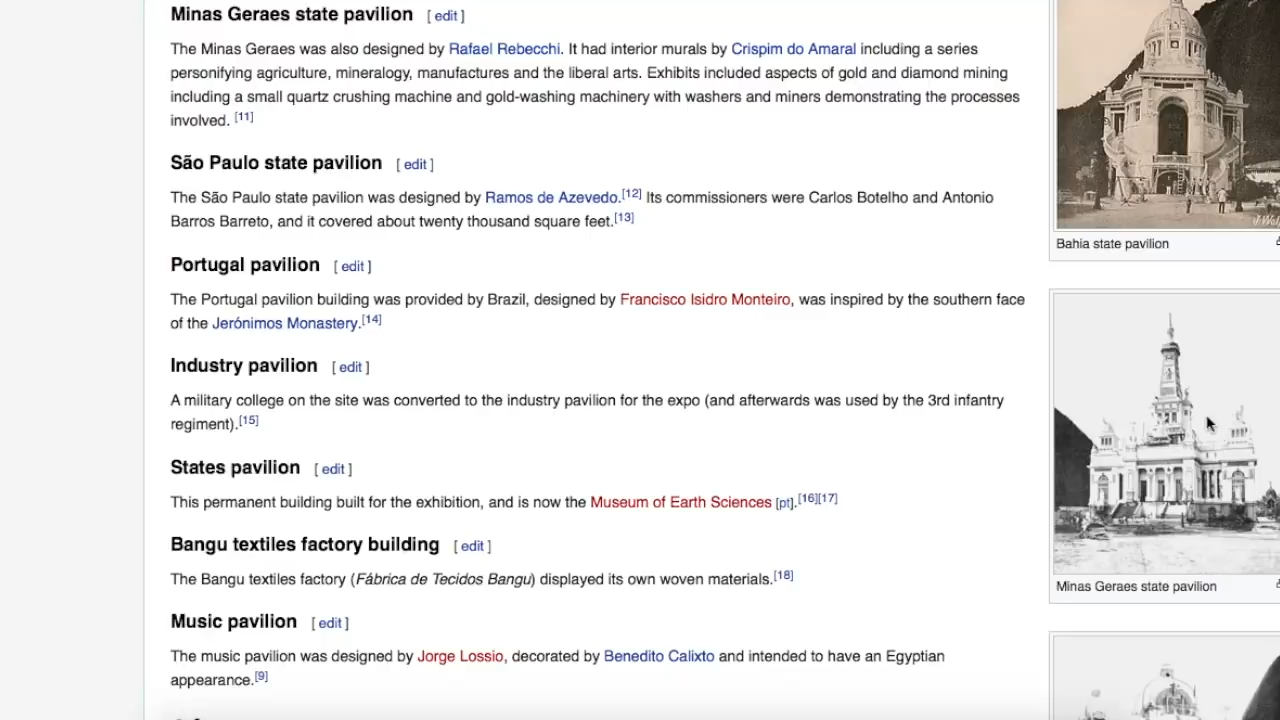 Minas Geraes state pavilion [ edit ]
The Minas Geraes was also designed by Rafael Rebecchi. It had interior murals by Crispim do Amaral including a series
personifying agriculture, mineralogy, manufactures and the liberal arts. Exhibits included aspects of gold and diamond mining
including a small quartz crushing machine and gold-washing machinery with washers and miners demonstrating the processes
involved. [11]
São Paulo state pavilion [ edit ]
The São Paulo state pavilion was designed by Ramos de Azevedo.[12] Its commissioners were Carlos Botelho and Antonio
Barros Barreto, and it covered about twenty thousand square feet.[13]
Portugal pavilion [ edit ]
The Portugal pavilion building was provided by Brazil, designed by Francisco Isidro Monteiro, was inspired by the southern face
of the Jerónimos Monastery.[14]
Industry pavilion [ edit ]
A military college on the site was converted to the industry pavilion for the expo (and afterwards was used by the 3rd infantry
regiment).[15]
States pavilion [ edit ]
This permanent building built for the exhibition, and is now the Museum of Earth Sciences [pt].[16][17]
Bangu textiles factory building [ edit ]
The Bangu textiles factory (Fábrica de Tecidos Bangu) displayed its own woven materials.[18]
Music pavilion [ edit ]
The music pavilion was designed by Jorge Lossio, decorated by Benedito Calixto and intended to have an Egyptian
appearance.[9]
Bahia state pavilion
Minas Geraes state pavilion